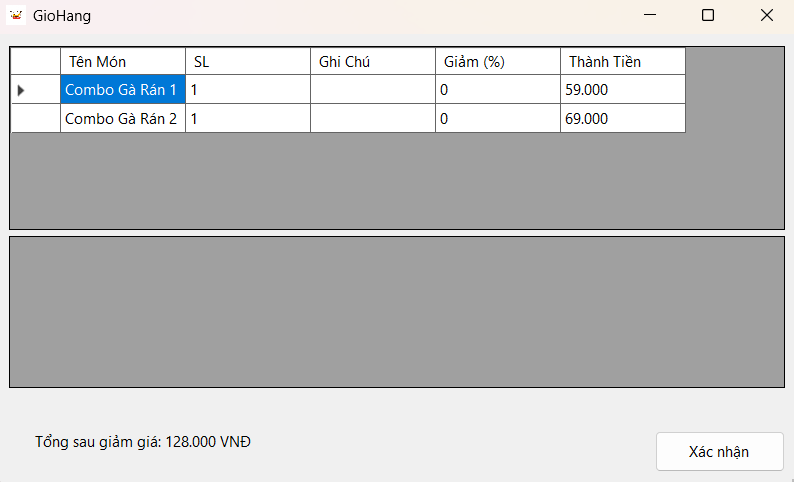 GioHang
Tên Món SL Ghi Chú Giảm (%) Thành Tiền
Combo Gà Rán 1 1 0 59.000
Combo Gà Rán 2 1 0 69.000
Tổng sau giảm giá: 128.000 VNĐ
Xác nhận